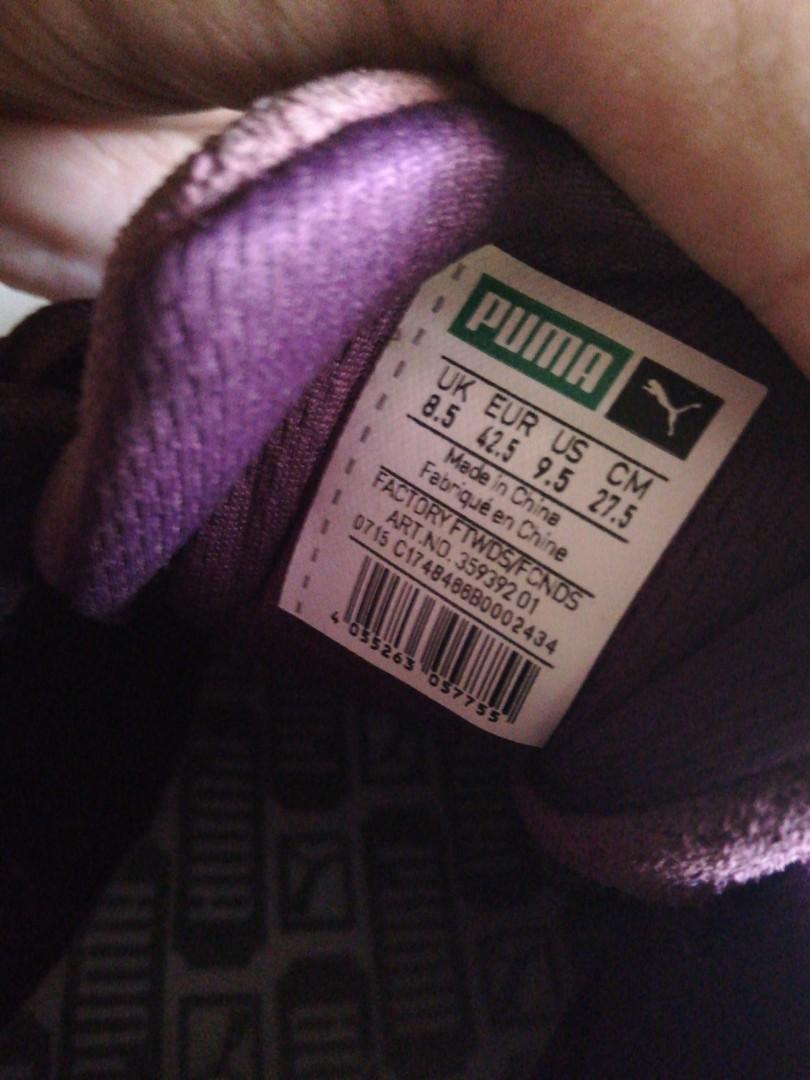 PUMA
UK EUR US CM
8.5 42.5 9.5 27.5
Made in China
Fabriqué en Chine
FACTORY FTWDS/FCNDS
ART.NO. 359392 01
0715 C1748486B0002434
4 055263 057755